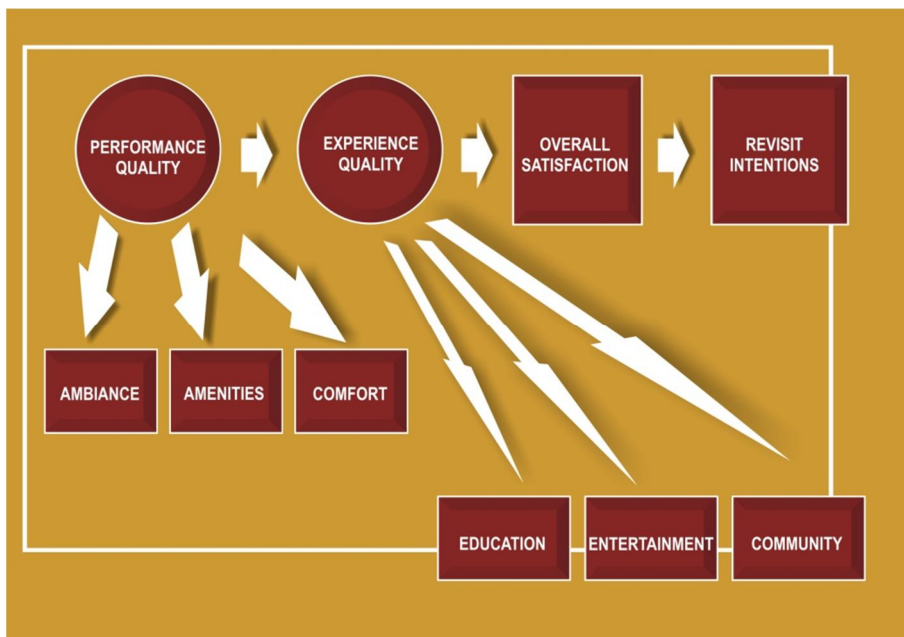 PERFORMANCE
QUALITY
EXPERIENCE
QUALITY
OVERALL
SATISFACTION
REVISIT
INTENTIONS
AMBIANCE
AMENITIES
COMFORT
EDUCATION
ENTERTAINMENT
COMMUNITY